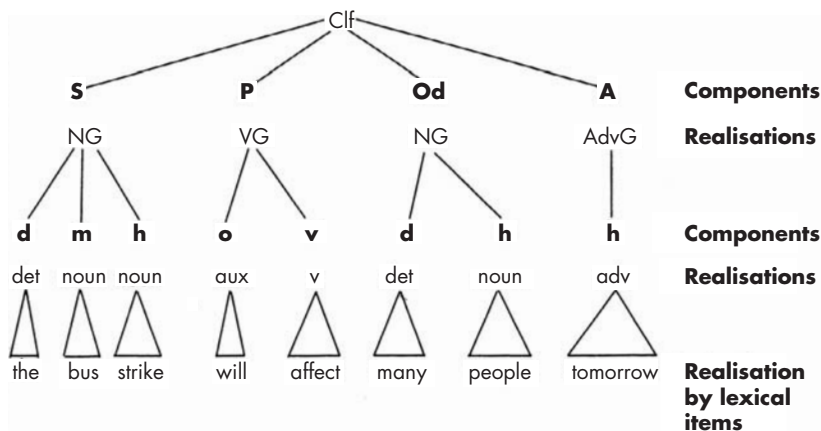 Clf
S P Od A Components
NG VG NG AdvG Realisations
d m h o v d h h Components
det noun noun aux v det noun adv Realisations
the bus strike will affect many people tomorrow Realisation
by lexical
items